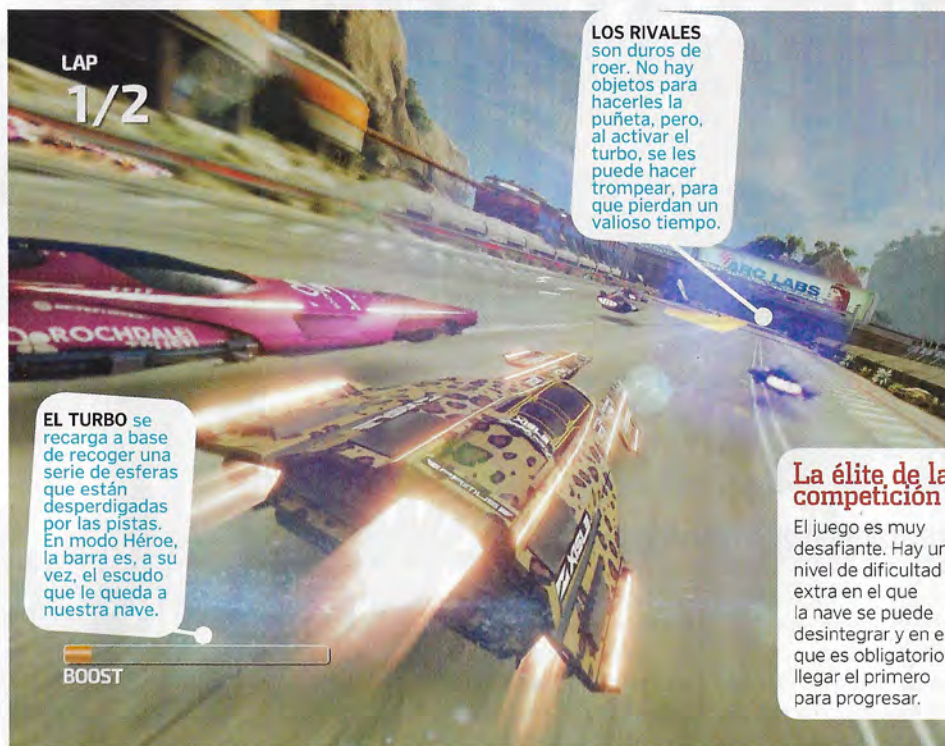 LAP
1/2
LOS RIVALES
son duros de
roer. No hay
objetos para
hacerles la
puñeta, pero,
al activar el
turbo, se les
puede hacer
trompear, para
que pierdan un
valioso tiempo.
ARC LABS
ROCHDALE
EL TURBO se
recarga a base
de recoger una
serie de esferas
que están
desperdigadas
por las pistas.
En modo Héroe,
la barra es, a su
vez, el escudo
que le queda a
nuestra nave.
BOOST
La élite de la
competición
El juego es muy
desafiante. Hay un
nivel de dificultad
extra en el que
la nave se puede
desintegrar y en e
que es obligatorio
llegar el primero
para progresar.